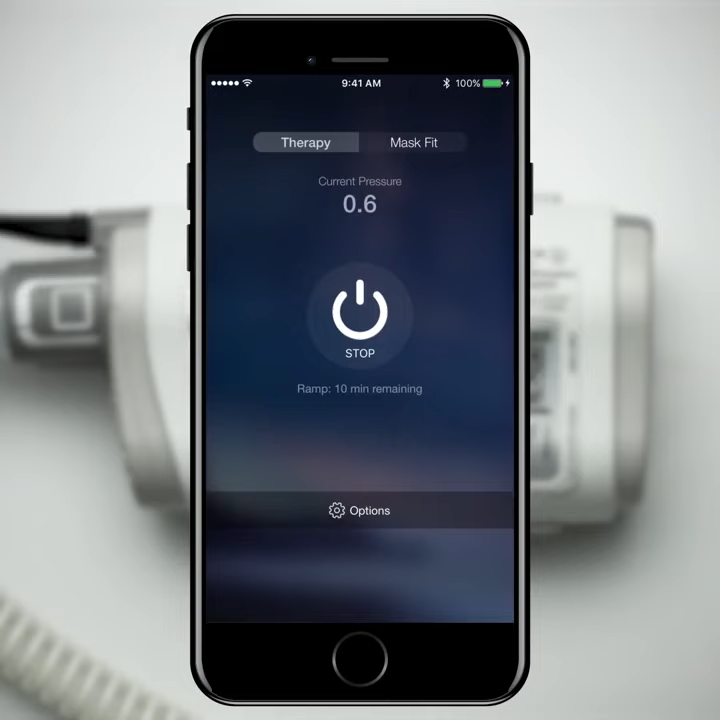 9:41 AM
100%
Therapy
Mask Fit
Current Pressure
0.6
STOP
Ramp: 10 min remaining
Options